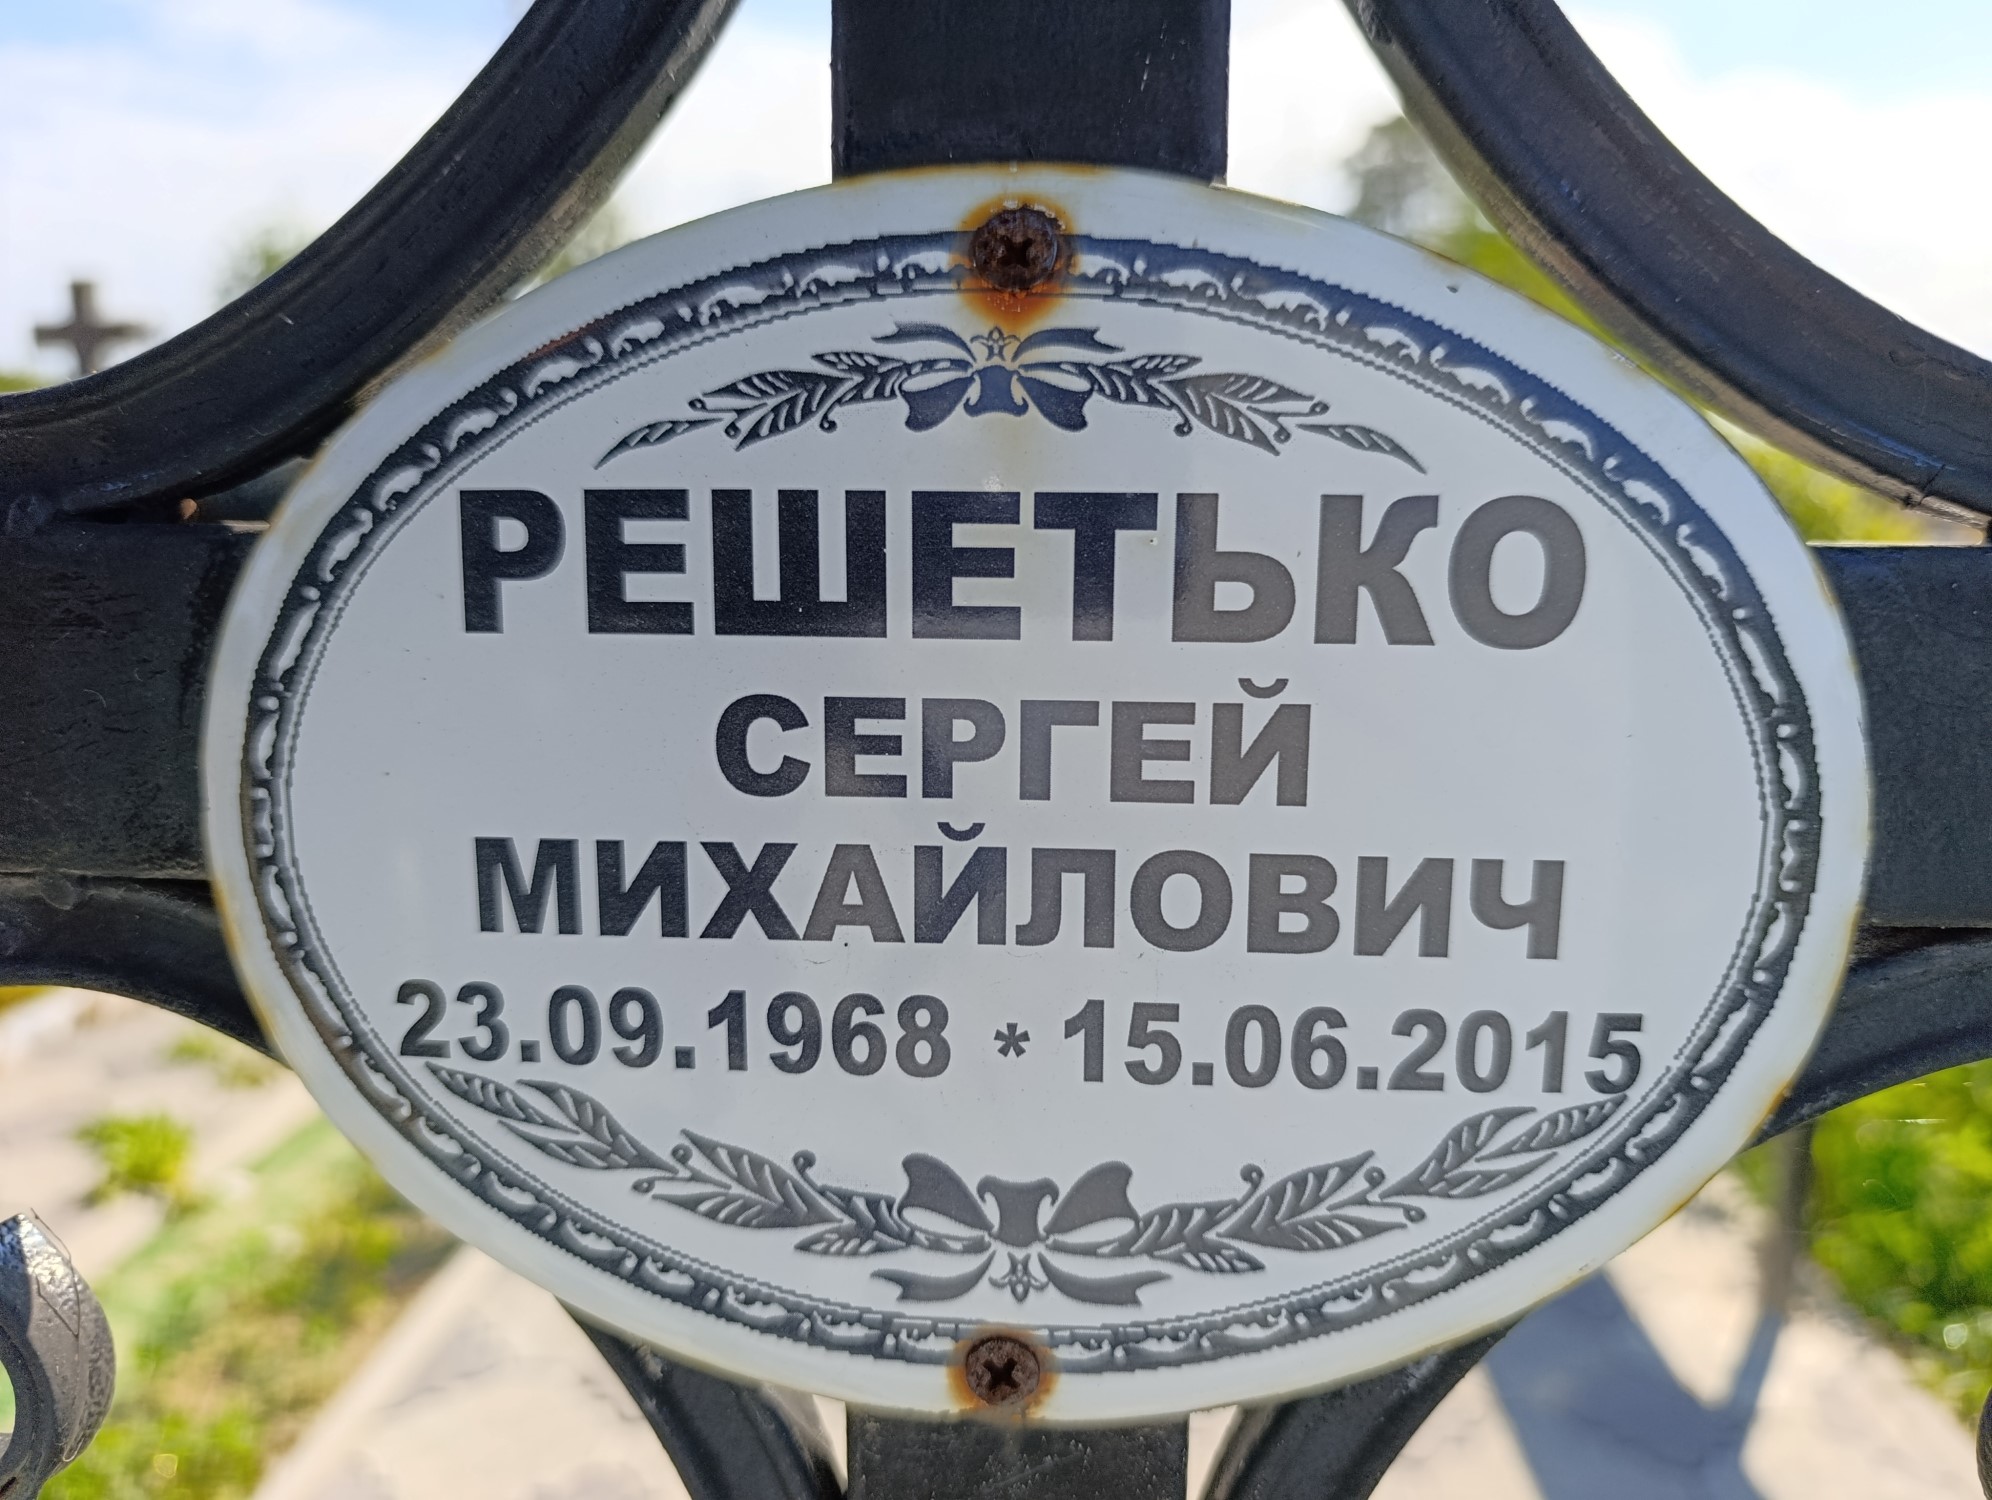 РЕШЕТЬКО
СЕРГЕЙ
МИХАЙЛОВИЧ
23.09.1968 * 15.06.2015